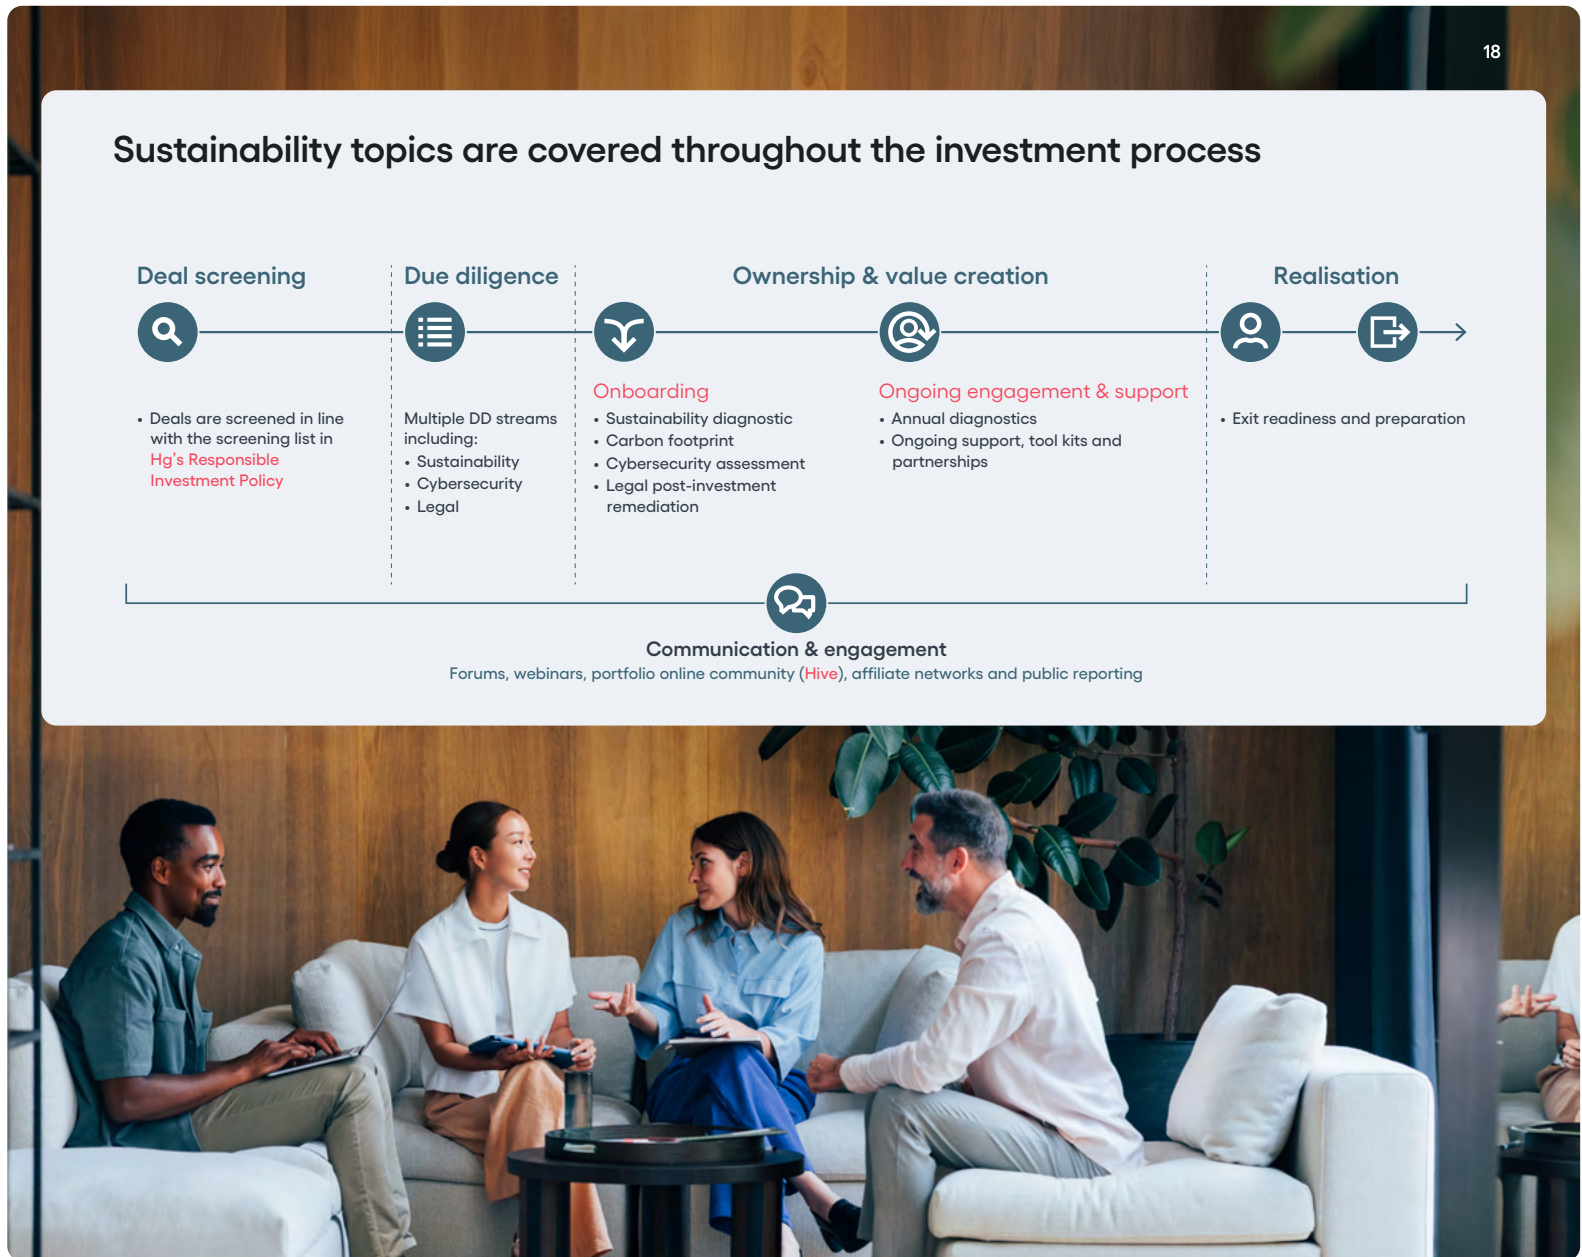 18
Sustainability topics are covered throughout the investment process
Deal screening
• Deals are screened in line
with the screening list in
Hg's Responsible
Investment Policy
Due diligence
Multiple DD streams
including:
• Sustainability
• Cybersecurity
• Legal
Ownership & value creation
Onboarding
• Sustainability diagnostic
• Carbon footprint
• Cybersecurity assessment
• Legal post-investment
remediation
Ongoing engagement & support
• Annual diagnostics
• Ongoing support, tool kits and
partnerships
Realisation
• Exit readiness and preparation
Communication & engagement
Forums, webinars, portfolio online community (Hive), affiliate networks and public reporting